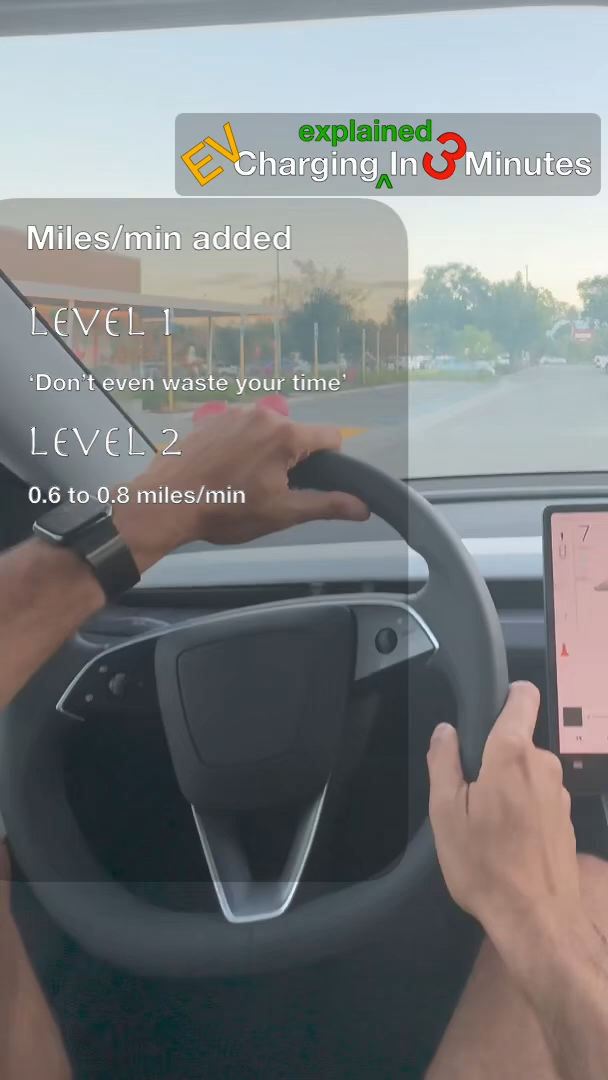 explained
EV Charging ^ In 3 Minutes
Miles/min added
LEVEL 1
‘Don’t even waste your time’
LEVEL 2
0.6 to 0.8 miles/min
7